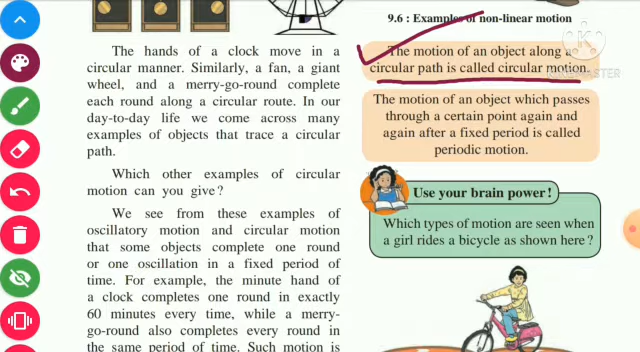 The hands of a clock move in a
circular manner. Similarly, a fan, a giant
wheel, and a merry-go-round complete
each round along a circular route. In our
day-to-day life we come across many
examples of objects that trace a circular
path.
Which other examples of circular
motion can you give?
We see from these examples of
oscillatory motion and circular motion
that some objects complete one round
or one oscillation in a fixed period of
time. For example, the minute hand of
a clock completes one round in exactly
60 minutes every time, while a merry-
go-round also completes every round in
the same period of time. Such motion is
9.6 : Examples of non-linear motion
The motion of an object along a
circular path is called circular motion.
The motion of an object which passes
through a certain point again and
again after a fixed period is called
periodic motion.
Use your brain power!
Which types of motion are seen when
a girl rides a bicycle as shown here?